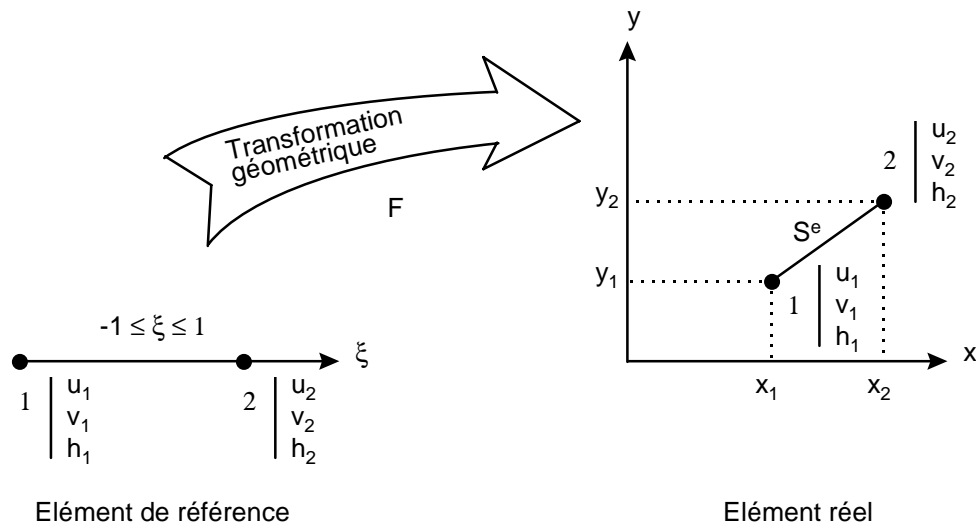 Transformation
géométrique
F
-1 ≤ ξ ≤ 1
ξ
1
u1
v1
h1
2
u2
v2
h2
Elément de référence
y
y2
y1
Se
2
u2
v2
h2
1
u1
v1
h1
x1
x2
x
Elément réel